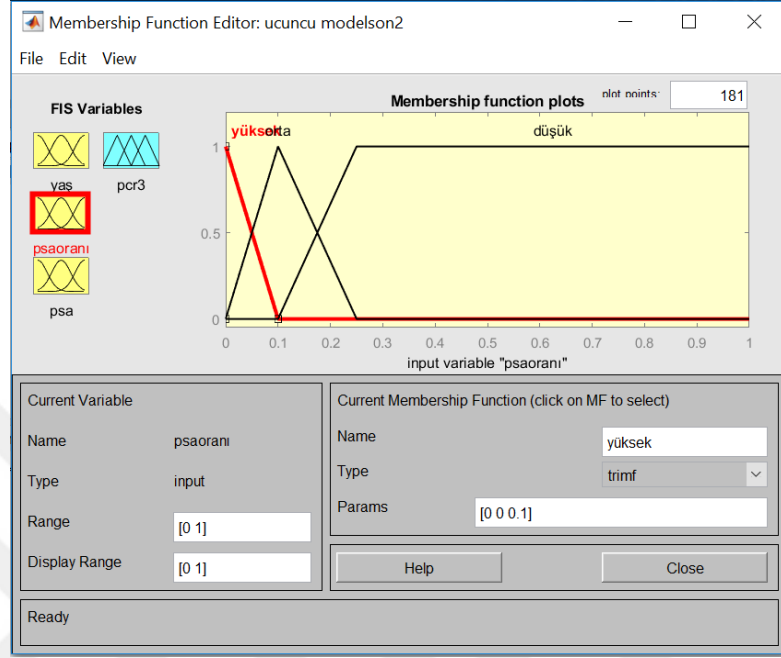 Membership Function Editor: ucuncu modelson2
File Edit View
FIS Variables
yaş
pcr3
psaoranı
psa
Membership function plots
plot points:
181
yüksek
orta
düşük
1
0.5
0
0 0.1 0.2 0.3 0.4 0.5 0.6 0.7 0.8 0.9 1
input variable "psaoranı"
Current Variable
Name psaoranı
Type input
Range [0 1]
Display Range [0 1]
Current Membership Function (click on MF to select)
Name yüksek
Type trimf
Params [0 0 0.1]
Help
Close
Ready